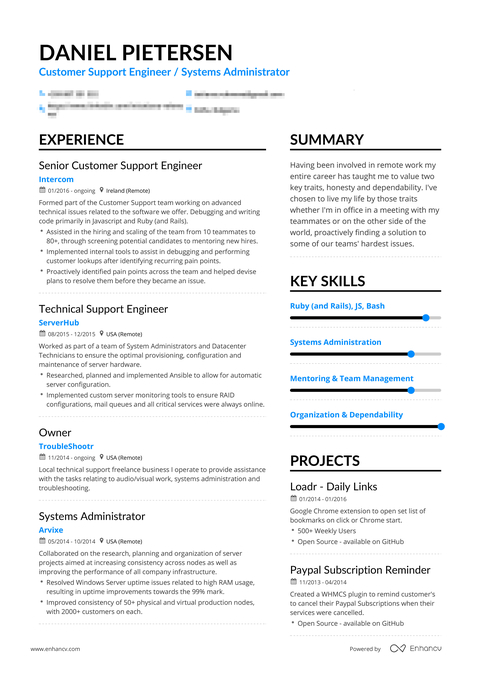 DANIEL PIETERSEN
Customer Support Engineer / Systems Administrator
EXPERIENCE
Senior Customer Support Engineer
Intercom
01/2016 - ongoing Ireland (Remote)
Formed part of the Customer Support team working on advanced
technical issues related to the software we offer. Debugging and writing
code primarily in Javascript and Ruby (and Rails).
• Assisted in the hiring and scaling of the team from 10 teammates to
80+, through screening potential candidates to mentoring new hires.
• Implemented internal tools to assist in debugging and performing
customer lookups after identifying recurring pain points.
• Proactively identified pain points across the team and helped devise
plans to resolve them before they became an issue.
Technical Support Engineer
ServerHub
08/2015 - 12/2015 USA (Remote)
Worked as part of a team of System Administrators and Datacenter
Technicians to ensure the optimal provisioning, configuration and
maintenance of server hardware.
• Researched, planned and implemented Ansible to allow for automatic
server configuration.
• Implemented custom server monitoring tools to ensure RAID
configurations, mail queues and all critical services were always online.
Owner
TroubleShootr
11/2014 - ongoing USA (Remote)
Local technical support freelance business I operate to provide assistance
with the tasks relating to audio/visual work, systems administration and
troubleshooting.
Systems Administrator
Arvixe
05/2014 - 10/2014 USA (Remote)
Collaborated on the research, planning and organization of server
projects aimed at increasing consistency across nodes as well as
improving the performance of all company infrastructure.
• Resolved Windows Server uptime issues related to high RAM usage,
resulting in uptime improvements towards the 99% mark.
• Improved consistency of 50+ physical and virtual production nodes,
with 2000+ customers on each.
SUMMARY
Having been involved in remote work my
entire career has taught me to value two
key traits, honesty and dependability. I've
chosen to live my life by those traits
whether I'm in office in a meeting with my
teammates or on the other side of the
world, proactively finding a solution to
some of our teams' hardest issues.
KEY SKILLS
Ruby (and Rails), JS, Bash
Systems Administration
Mentoring & Team Management
Organization & Dependability
PROJECTS
Loadr - Daily Links
01/2014 - 01/2016
Google Chrome extension to open set list of
bookmarks on click or Chrome start.
• 500+ Weekly Users
• Open Source - available on GitHub
Paypal Subscription Reminder
11/2013 - 04/2014
Created a WHMCS plugin to remind customer's
to cancel their Paypal Subscriptions when their
services were cancelled.
• Open Source - available on GitHub
www.enhancv.com
Powered by Enhancv